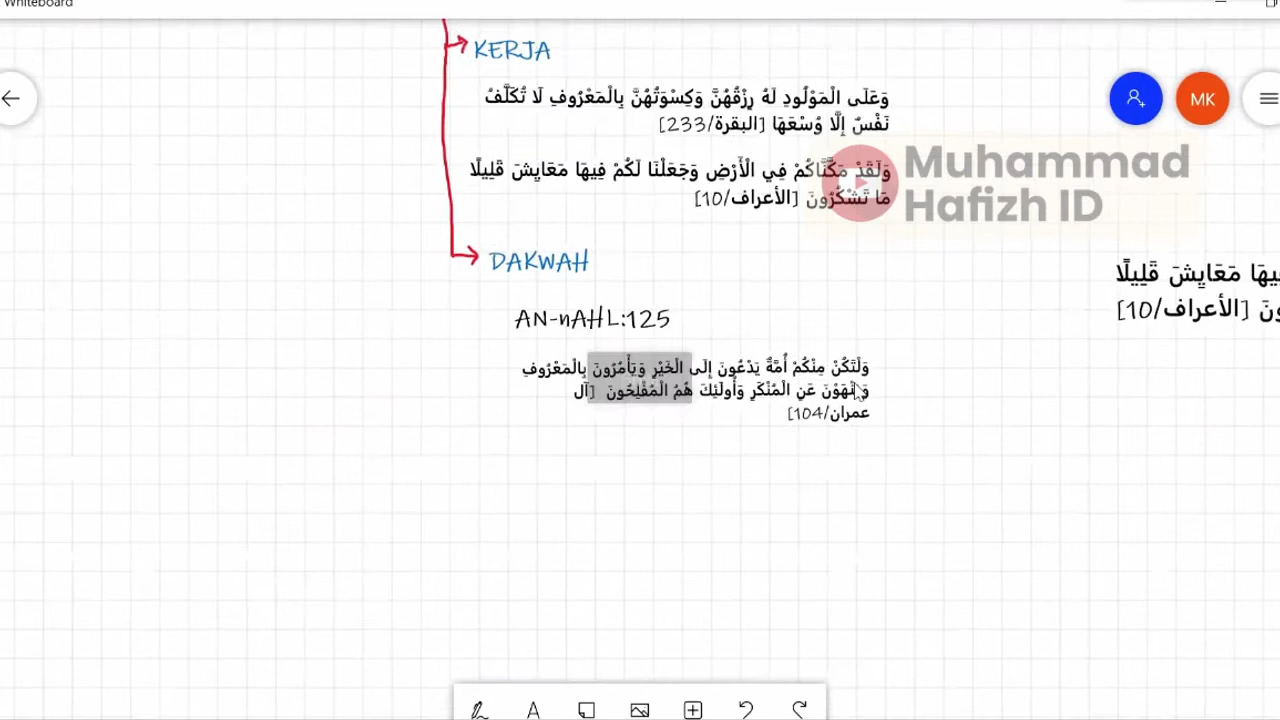 Whiteboard
KERJA
وَعَلَى الْمَوْلُودِ لَهُ رِزْقُهُنَّ وَكِسْوَتُهُنَّ بِالْمَعْرُوفِ لَا تُكَلَّفُ
نَفْسٌ إِلَّا وُسْعَهَا [البقرة/233]
MK
وَلَقَدْ مَكَّنَّاكُمْ فِي الْأَرْضِ وَجَعَلْنَا لَكُمْ فِيهَا مَعَايِشَ قَلِيلًا
مَا تَشْكُرُونَ [الأعراف/10]
Muhammad
Hafizh ID
DAKWAH
يهَا مَعَايِشَ قَلِيلًا
ونَ [الأعراف/10]
AN-nAHL:125
وَلْتَكُنْ مِنْكُمْ أُمَّةٌ يَدْعُونَ إِلَى الْخَيْرِ وَيَأْمُرُونَ بِالْمَعْرُوفِ
وَيَنْهَوْنَ عَنِ الْمُنْكَرِ وَأُولَئِكَ هُمُ الْمُفْلِحُونَ [آل
عمران/104]
A